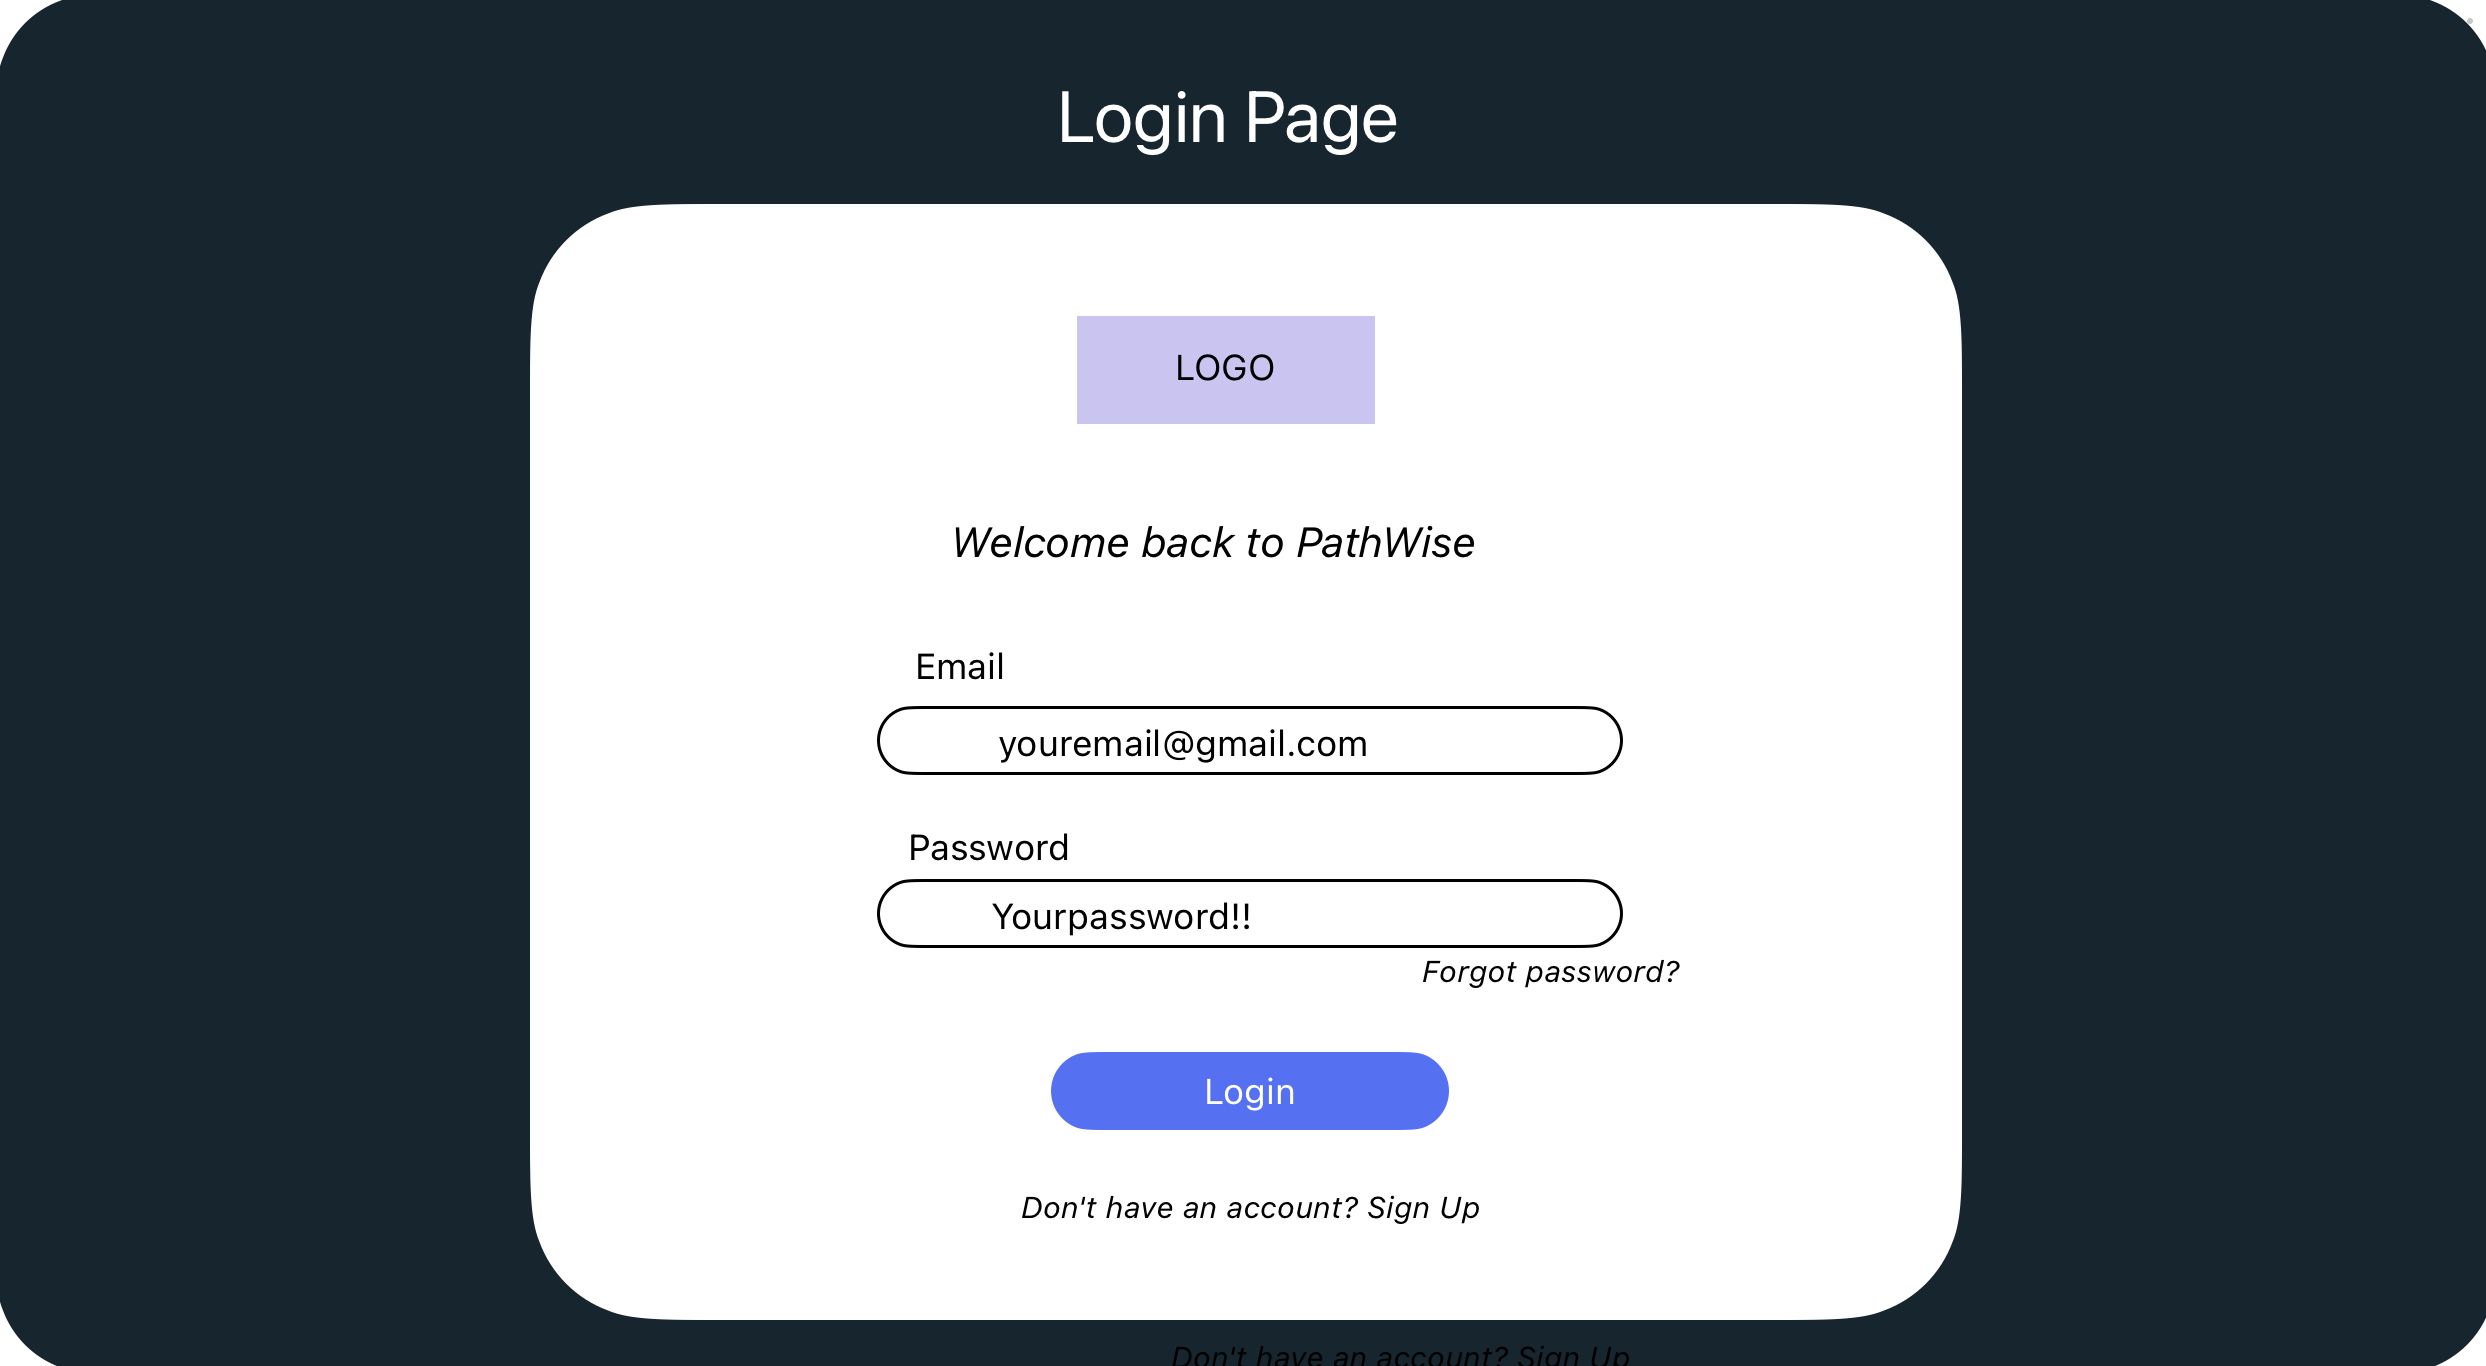 Login Page
LOGO
Welcome back to PathWise
Email
youremail@gmail.com
Password
Yourpassword!!
Forgot password?
Login
Don't have an account? Sign Up
Don't have an account? Sign Up